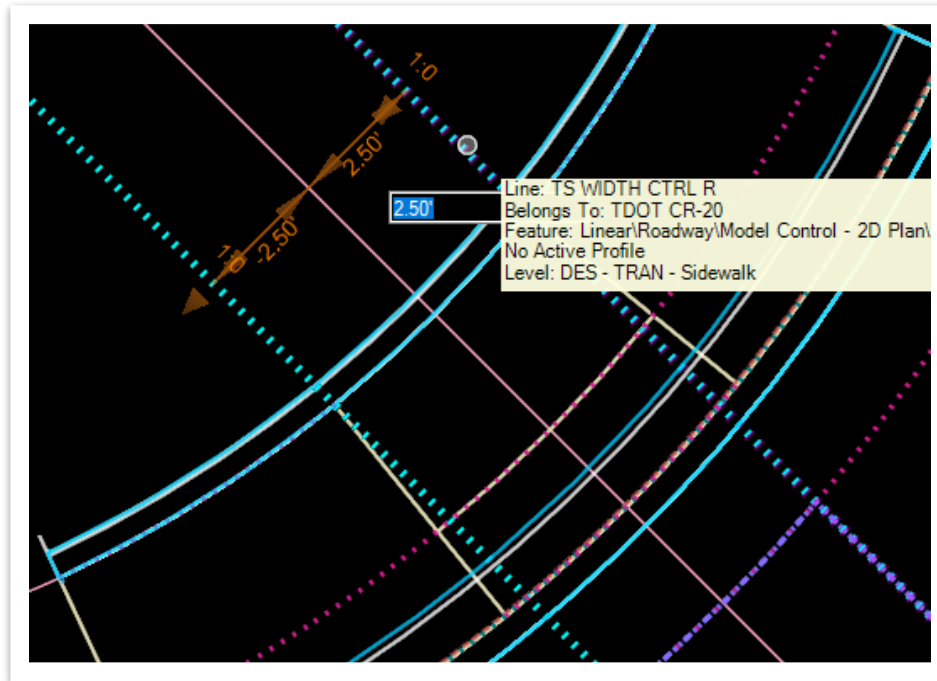 1:0
2.50'
2.50'
-2.50'
1:0
Line: TS WIDTH CTRL R
Belongs To: TDOT CR-20
Feature: Linear\Roadway\Model Control - 2D Plan\
No Active Profile
Level: DES - TRAN - Sidewalk